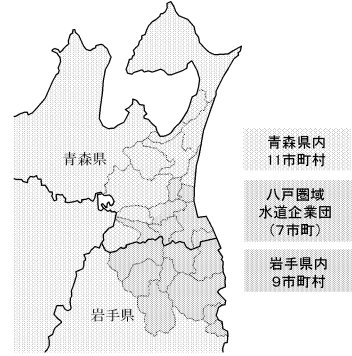 青森県
岩手県
青森県内
11市町村
八戸圏域
水道企業団
(7市町)
岩手県内
9市町村